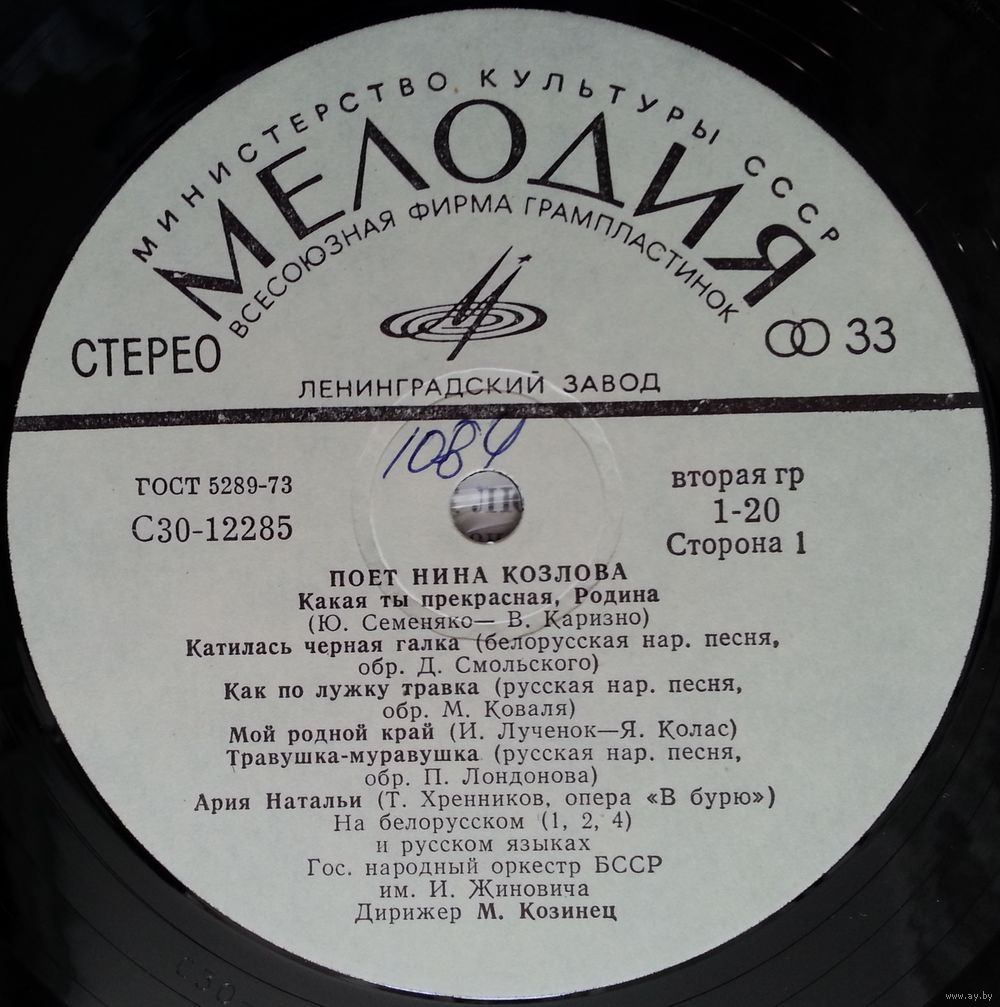 МИНИСТЕРСТВО КУЛЬТУРЫ СССР
МЕЛОДИЯ
ВСЕСОЮЗНАЯ ФИРМА ГРАМПЛАСТИНОК
СТЕРЕО
33
ЛЕНИНГРАДСКИЙ ЗАВОД
1084
ГОСТ 5289-73
С30-12285
вторая гр
1-20
Сторона 1
ПОЕТ НИНА КОЗЛОВА
Какая ты прекрасная, Родина
(Ю. Семеняко— В. Каризно)
Катилась черная галка (белорусская нар. песня,
обр. Д. Смольского)
Как по лужку травка (русская нар. песня,
обр. М. Коваля)
Мой родной край (И. Лученок—Я. Колас)
Травушка-муравушка (русская нар. песня,
обр. П. Лондонова)
Ария Натальи (Т. Хренников, опера «В бурю»)
На белорусском (1, 2, 4)
и русском языках
Гос. народный оркестр БССР
им. И. Жиновича
Дирижер М. Козинец
С30
www.ay.by